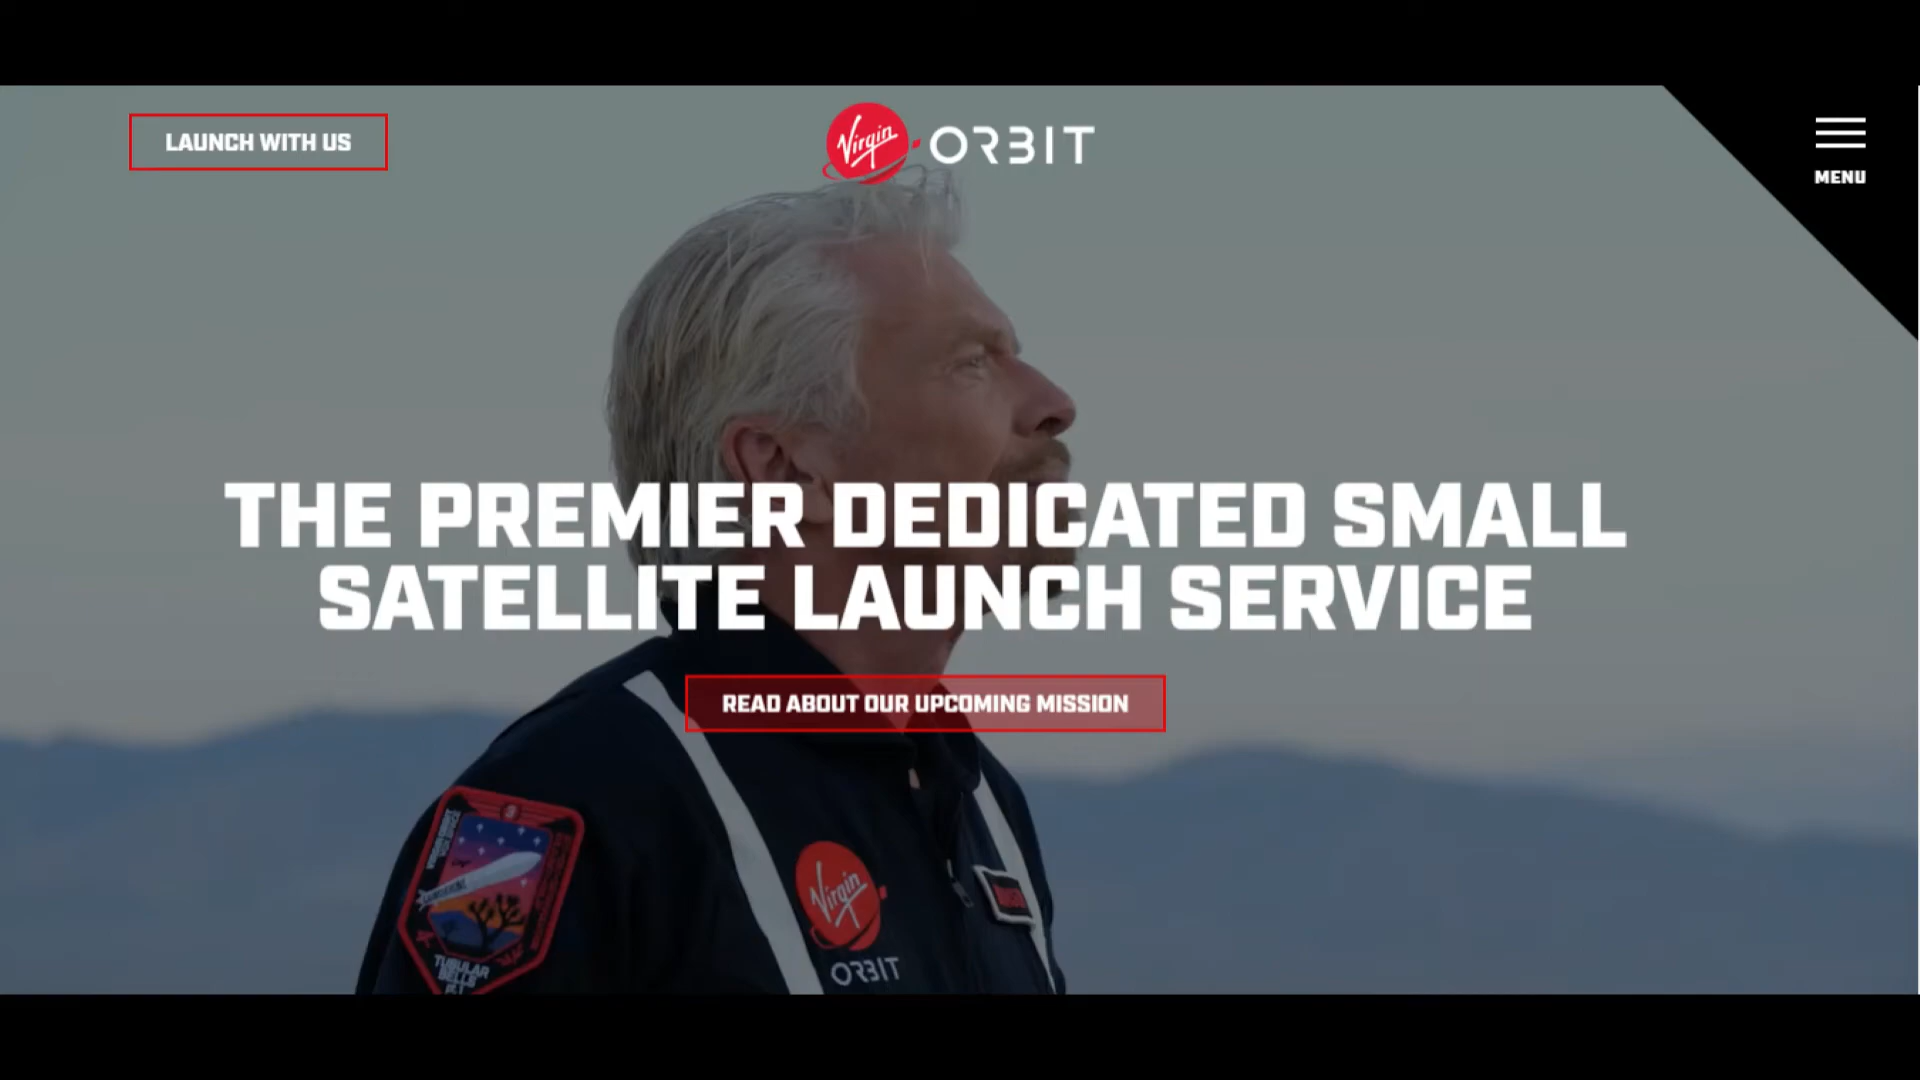 LAUNCH WITH US
Virgin ORBIT
MENU
THE PREMIER DEDICATED SMALL
SATELLITE LAUNCH SERVICE
READ ABOUT OUR UPCOMING MISSION
Virgin
ORBIT
TUBULAR
BELLS